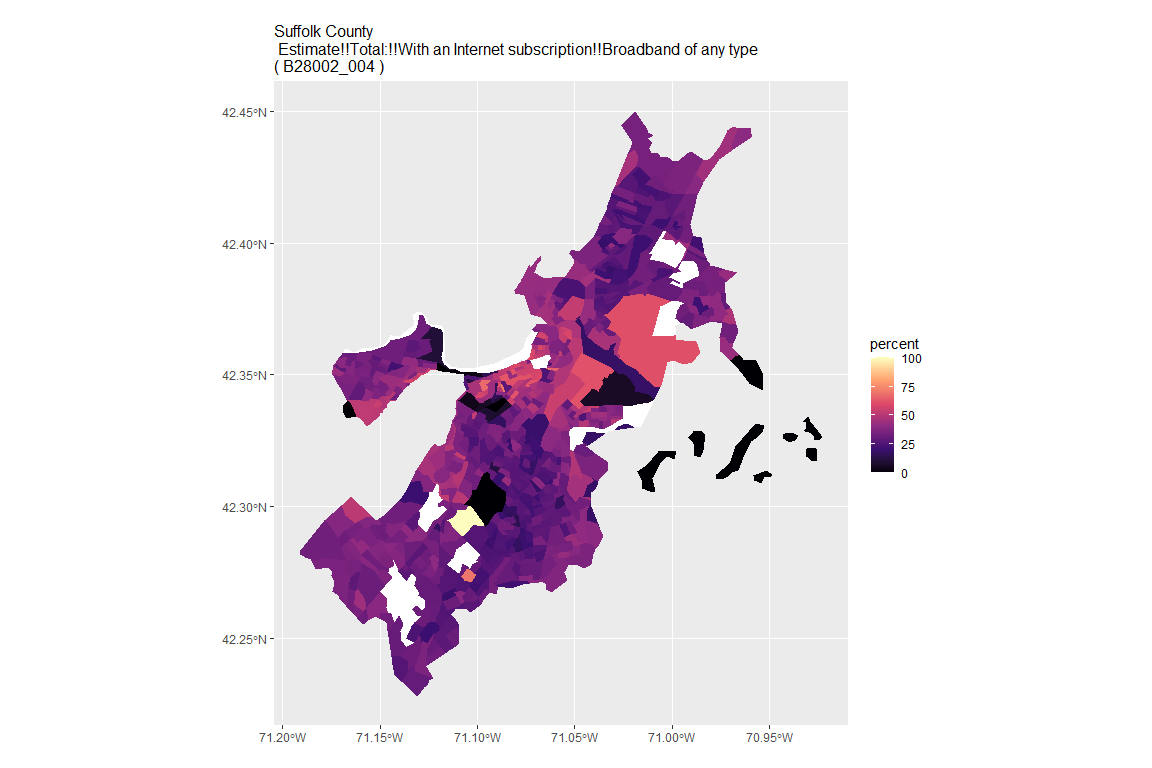 Suffolk County
Estimate!!Total:!!With an Internet subscription!!Broadband of any type
( B28002_004 )
42.45°N
42.40°N
42.35°N
42.30°N
42.25°N
71.20°W
71.15°W
71.10°W
71.05°W
71.00°W
70.95°W
percent
100
75
50
25
0